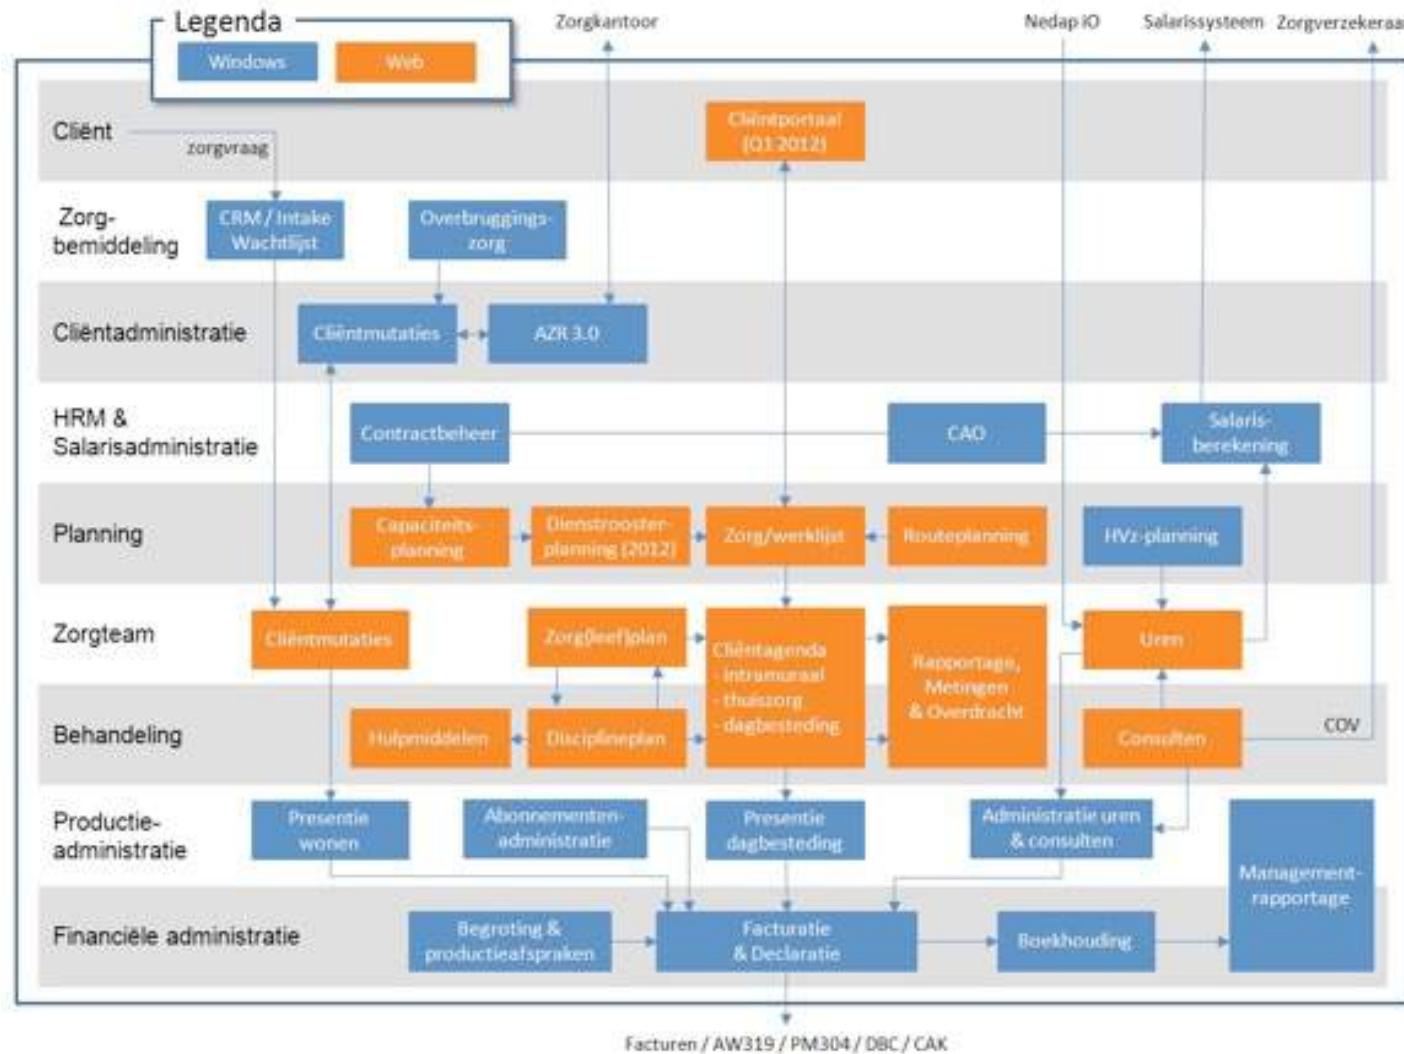 Legenda
Windows
Web
Zorgkantoor
Nedap iO
Salarissysteem
Zorgverzekeraa
Cliënt
zorgvraag
Cliëntportaal
(Q1 2012)
Zorg-
bemiddeling
CRM / Intake
Wachtlijst
Overbruggings-
zorg
Cliëntadministratie
Cliëntmutaties
AZR 3.0
HRM &
Salarisadministratie
Contractbeheer
CAO
Salaris-
berekening
Planning
Capaciteits-
planning
Dienstrooster-
planning (2012)
Zorg/werklijst
Routeplanning
HVz-planning
Zorgteam
Cliëntmutaties
Zorg(leef)plan
Cliëntagenda
- intramuraal
- thuiszorg
- dagbesteding
Rapportage,
Metingen
& Overdracht
Uren
Behandeling
Hulpmiddelen
Disciplineplan
Consulten
COV
Productie-
administratie
Presentie
wonen
Abonnementen-
administratie
Presentie
dagbesteding
Administratie uren
& consulten
Management-
rapportage
Financiële administratie
Begroting &
productieafspraken
Facturatie
& Declaratie
Boekhouding
Facturen / AW319 / PM304 / DBC / CAK